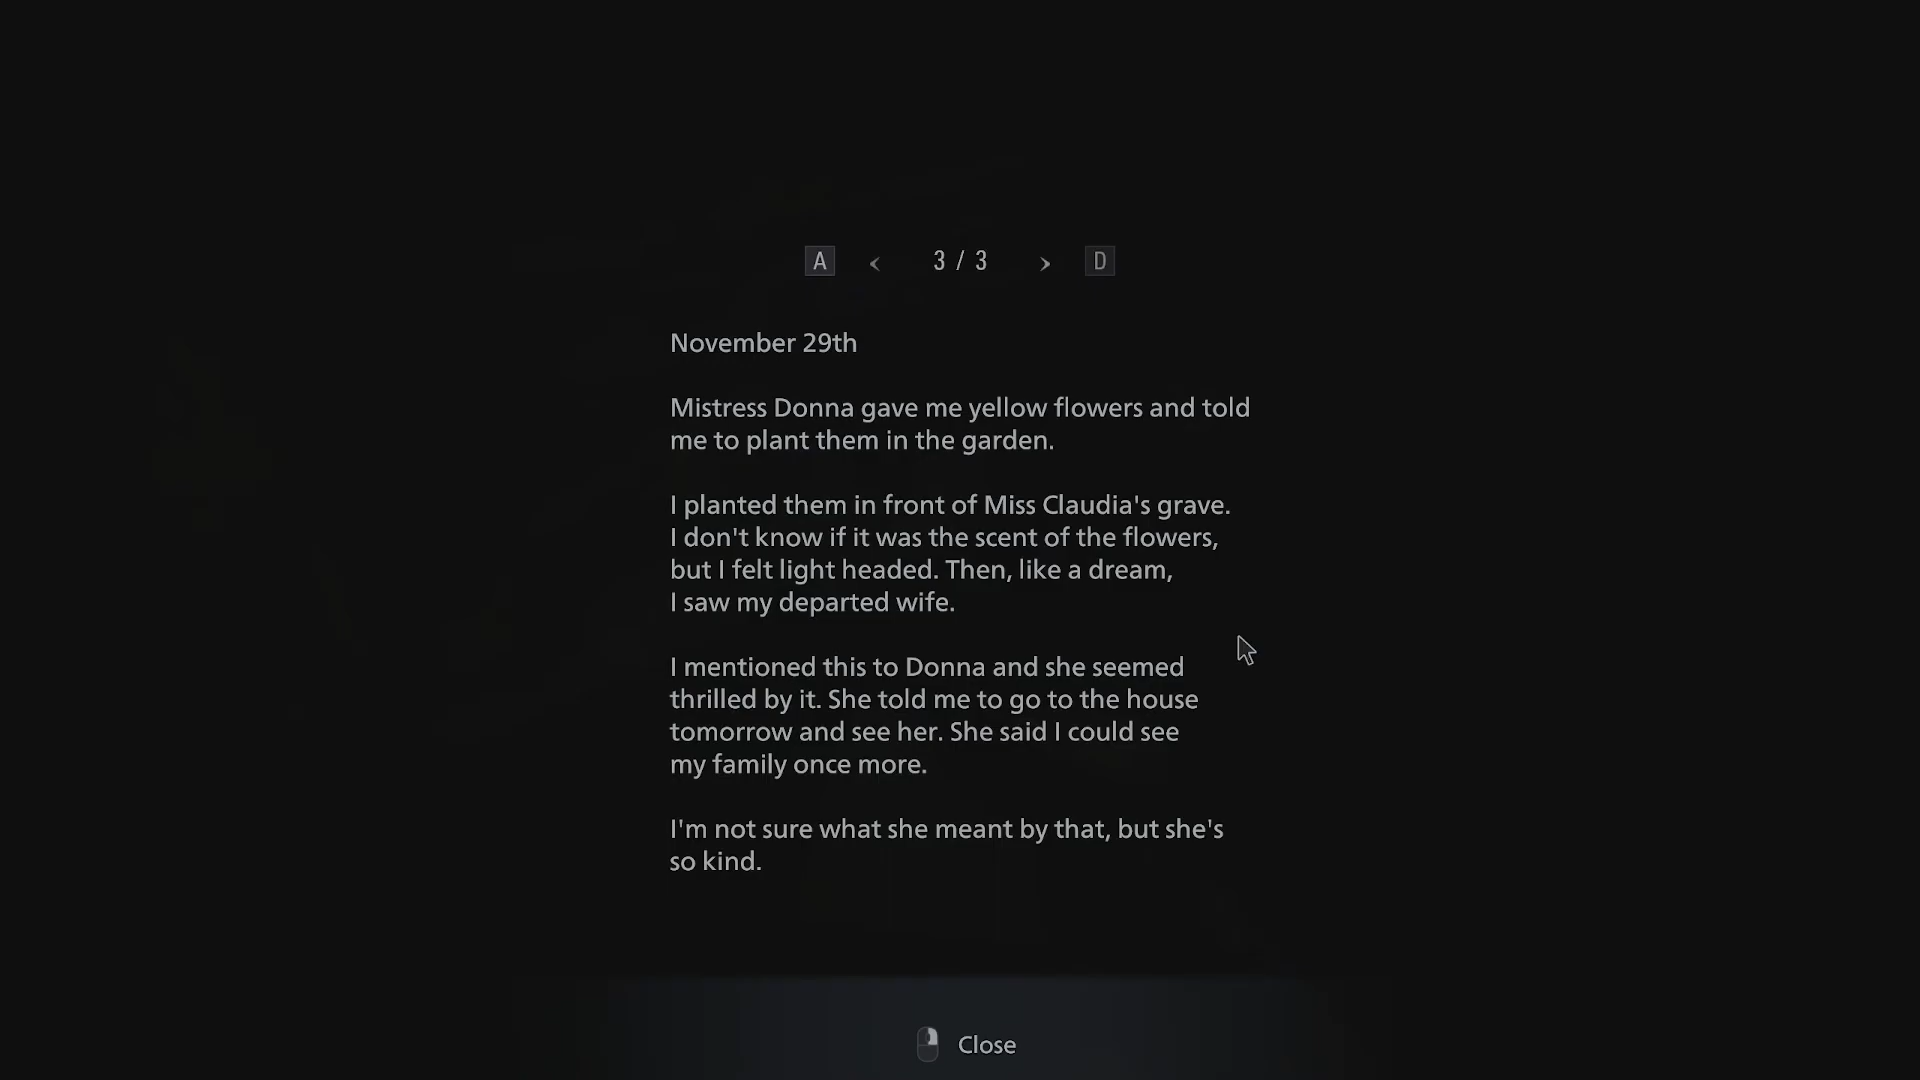 A < 3 / 3 > D
November 29th
Mistress Donna gave me yellow flowers and told
me to plant them in the garden.
I planted them in front of Miss Claudia's grave.
I don't know if it was the scent of the flowers,
but I felt light headed. Then, like a dream,
I saw my departed wife.
I mentioned this to Donna and she seemed
thrilled by it. She told me to go to the house
tomorrow and see her. She said I could see
my family once more.
I'm not sure what she meant by that, but she's
so kind.
Close